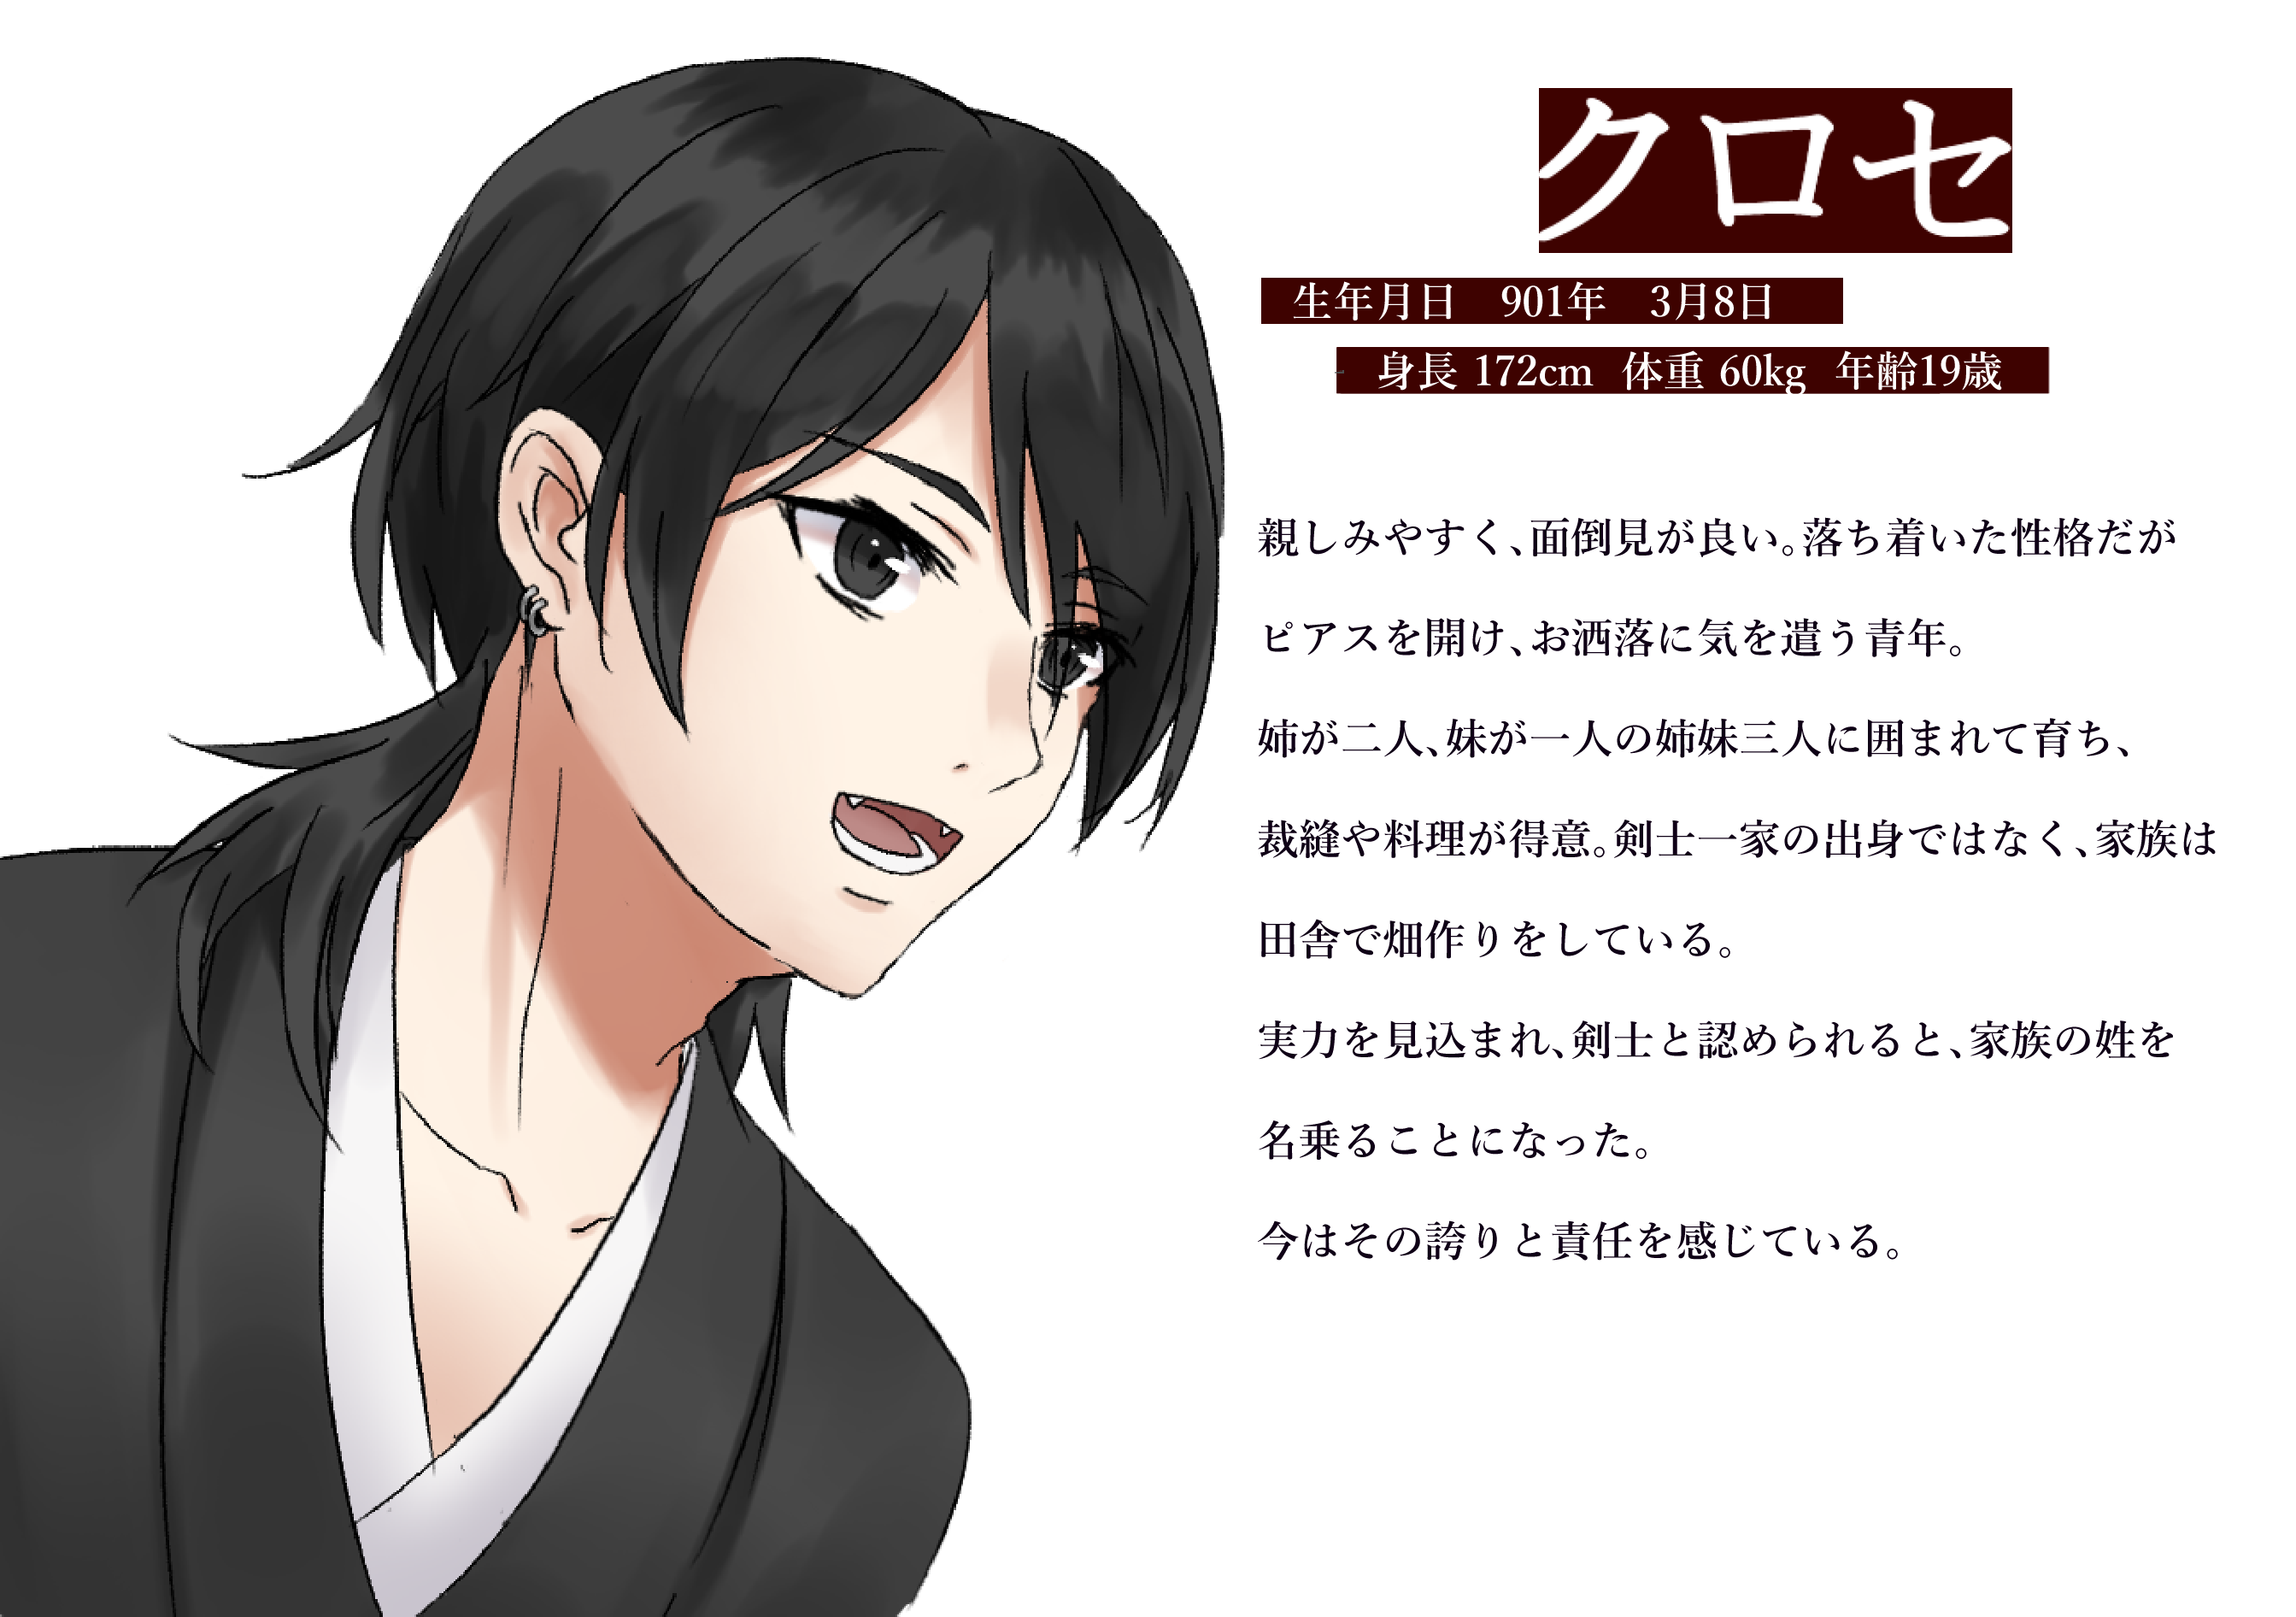 クロセ
生年月日 901年 3月8日
身長 172cm 体重 60kg 年齢19歳
親しみやすく、面倒見が良い。落ち着いた性格だが
ピアスを開け、お洒落に気を遣う青年。
姉が二人、妹が一人の姉妹三人に囲まれて育ち、
裁縫や料理が得意。剣士一家の出身ではなく、家族は
田舎で畑作りをしている。
実力を見込まれ、剣士と認められると、家族の姓を
名乗ることになった。
今はその誇りと責任を感じている。